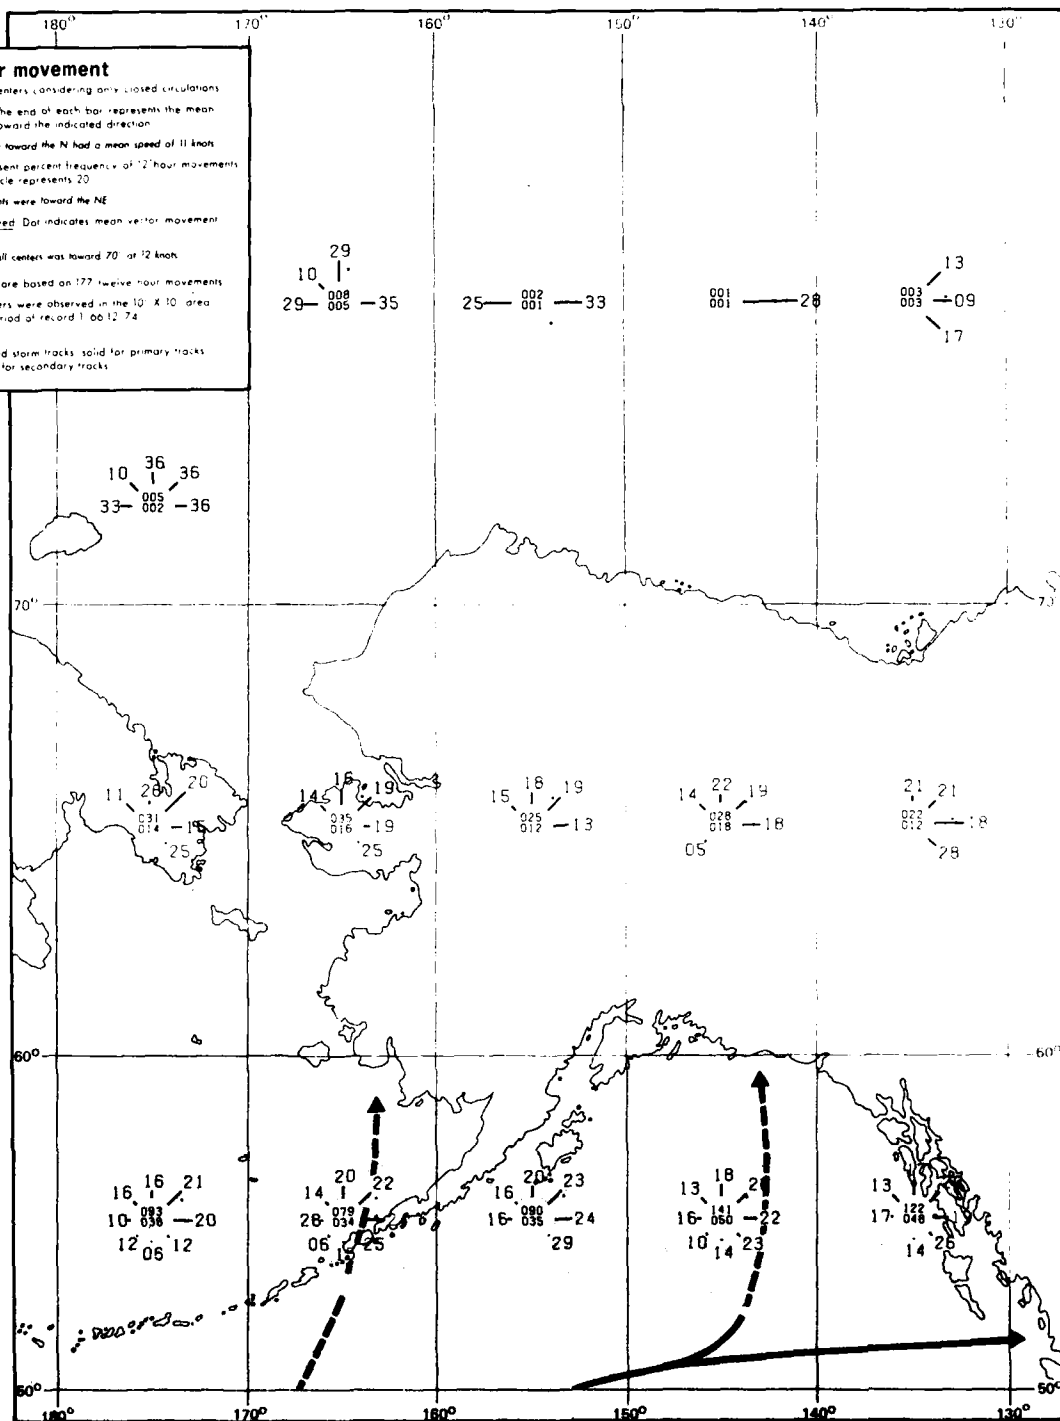 180° 170° 160° 150° 140° 130°
r movement
enters considering only closed circulations
he end of each bar represents the mean
oward the indicated direction
toward the N had a mean speed of 11 knots
sent percent frequency of 12 hour movements
cle represents 20
ts were toward the NE
ed Dot indicates mean vector movement
ll centers was toward 70° at 12 knots
are based on 177 twelve hour movements
ers were observed in the 10° X 10° area
riod of record 1 66 12 74
d storm tracks solid for primary tracks
for secondary tracks
29
10
29 008 005 35
25 002 001 33
001 001 28
13
003 003 09
17
36
10 36
33 005 002 36
70° 70°
20
11 26
031 014
25
16
14 19
035 016 19
25
18
15 19
025 012 13
22
14 19
028 018 18
05
21 21
022 012 18
28
60° 60°
16
16 21
10 093 036 20
12 06 12
20
14 22
28 079 034
06 25
20
16 23
16 090 035 24
29
18
13
16 141 060 22
10 14 23
13
17 122 048
14 26
50° 50°
180° 170° 160° 150° 140° 130°